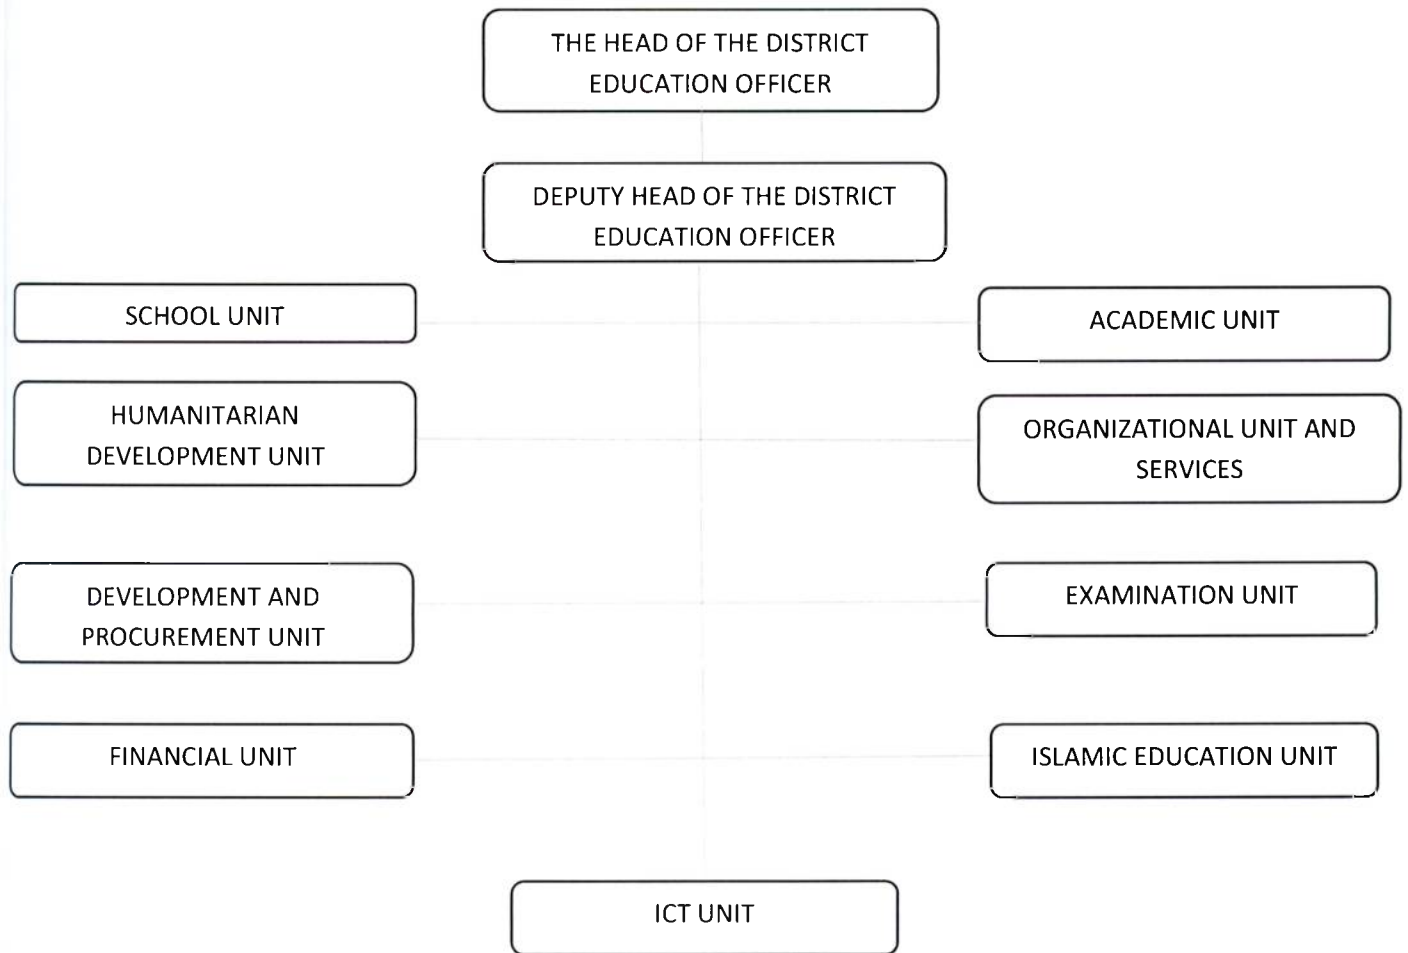 THE HEAD OF THE DISTRICT
EDUCATION OFFICER
DEPUTY HEAD OF THE DISTRICT
EDUCATION OFFICER
SCHOOL UNIT
ACADEMIC UNIT
HUMANITARIAN
DEVELOPMENT UNIT
ORGANIZATIONAL UNIT AND
SERVICES
DEVELOPMENT AND
PROCUREMENT UNIT
EXAMINATION UNIT
FINANCIAL UNIT
ISLAMIC EDUCATION UNIT
ICT UNIT